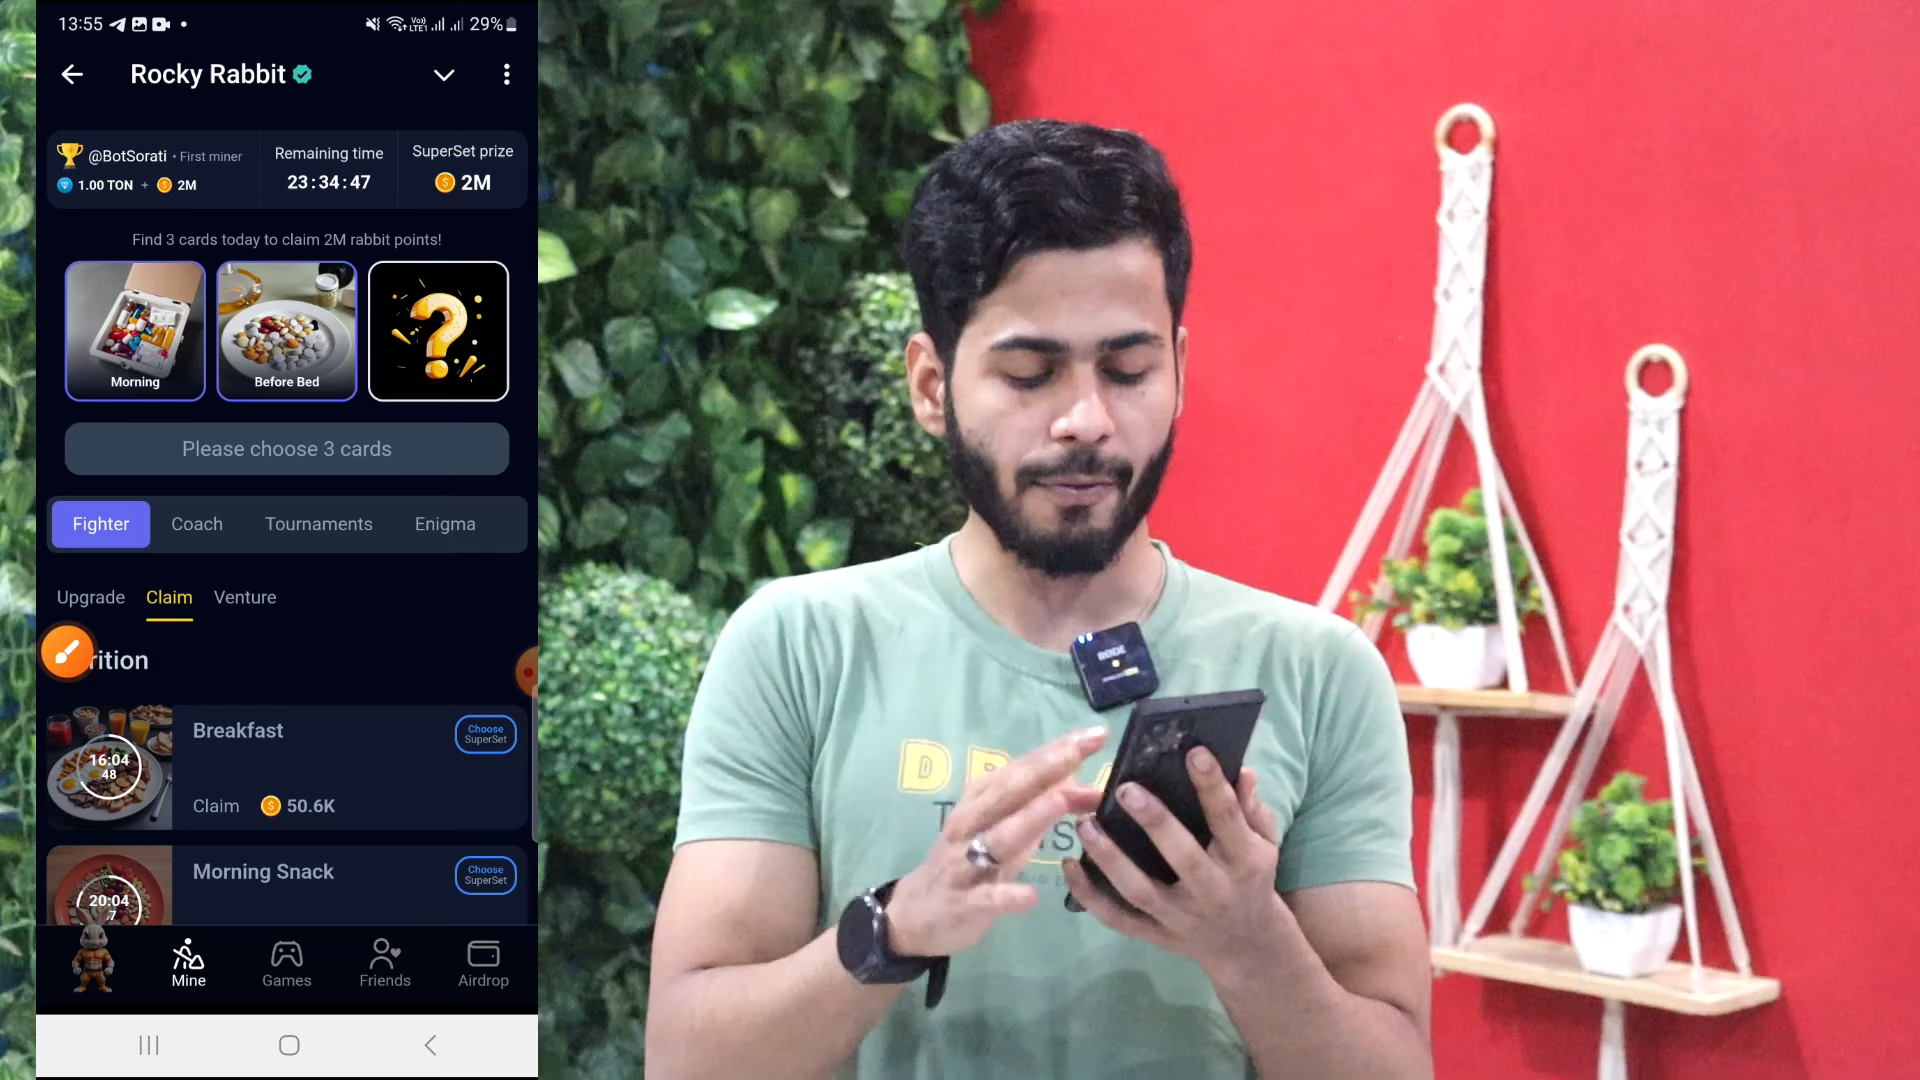 13:55
Vo)) LTE1 29%
Rocky Rabbit
@BotSorati • First miner
1.00 TON + 2M
Remaining time
23:34:47
SuperSet prize
2M
Find 3 cards today to claim 2M rabbit points!
Morning
Before Bed
?
Please choose 3 cards
Fighter Coach Tournaments Enigma
Upgrade Claim Venture
rition
Breakfast
Choose
SuperSet
16:04
48
Claim 50.6K
Morning Snack
Choose
SuperSet
20:04
Mine Games Friends Airdrop
RØDE